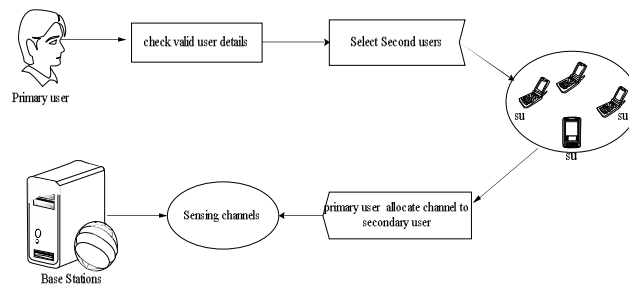 check valid user details
Select Second users
Primary user
su
su
su
primary user allocate channel to
secondary user
Sensing channels
Base Stations